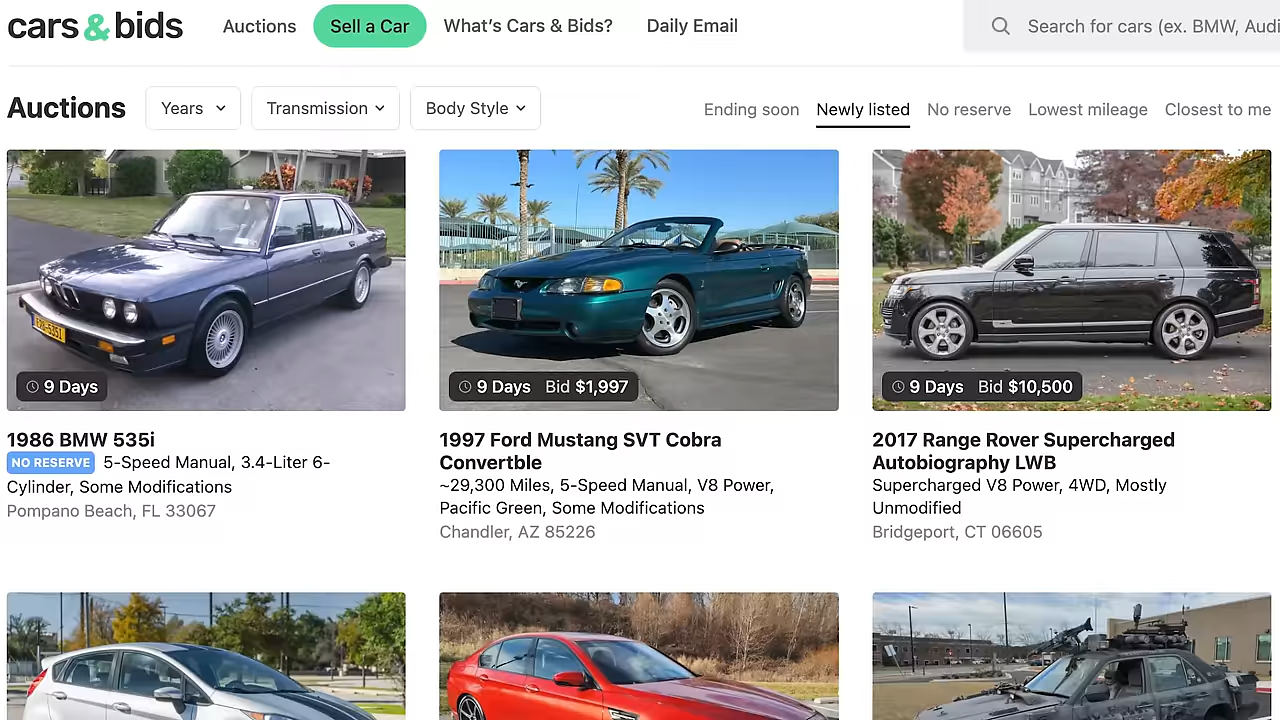 cars&bids Auctions Sell a Car What's Cars & Bids? Daily Email Search for cars (ex. BMW, Audi
Auctions Years Transmission Body Style Ending soon Newly listed No reserve Lowest mileage Closest to me
9 Days
9 Days Bid $1,997
9 Days Bid $10,500
1986 BMW 535i
NO RESERVE 5-Speed Manual, 3.4-Liter 6-
Cylinder, Some Modifications
Pompano Beach, FL 33067
1997 Ford Mustang SVT Cobra
Convertble
~29,300 Miles, 5-Speed Manual, V8 Power,
Pacific Green, Some Modifications
Chandler, AZ 85226
2017 Range Rover Supercharged
Autobiography LWB
Supercharged V8 Power, 4WD, Mostly
Unmodified
Bridgeport, CT 06605